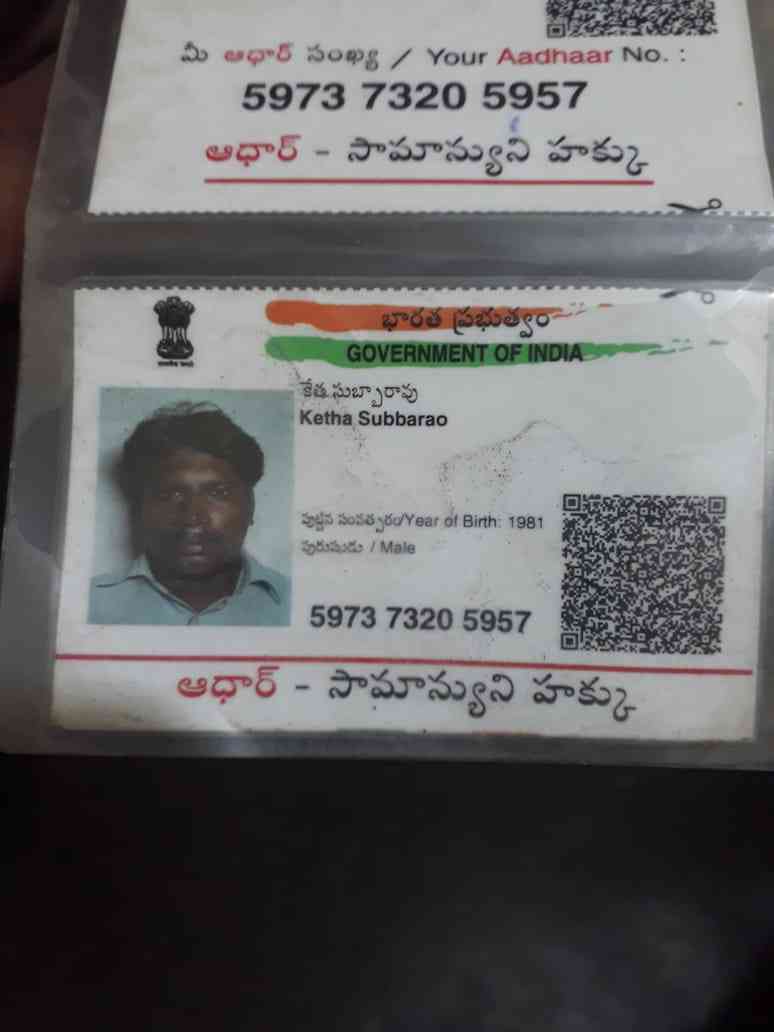 మీ ఆధార్ సంఖ్య / Your Aadhaar No. :
5973 7320 5957
ఆధార్ - సామాన్యుని హక్కు
భారత ప్రభుత్వం
GOVERNMENT OF INDIA
కేత సుబ్బారావు
Ketha Subbarao
పుట్టిన సంవత్సరం/Year of Birth: 1981
పురుషుడు / Male
5973 7320 5957
ఆధార్ - సామాన్యుని హక్కు